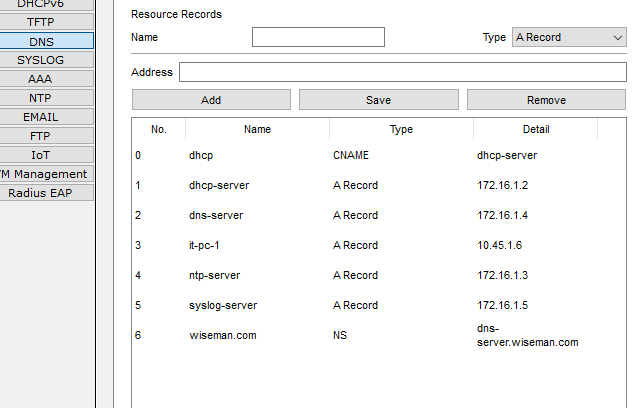 DHCPv6
TFTP
DNS
SYSLOG
AAA
NTP
EMAIL
FTP
IoT
VM Management
Radius EAP
Resource Records
Name Type A Record
Address
Add Save Remove
No. Name Type Detail
0 dhcp CNAME dhcp-server
1 dhcp-server A Record 172.16.1.2
2 dns-server A Record 172.16.1.4
3 it-pc-1 A Record 10.45.1.6
4 ntp-server A Record 172.16.1.3
5 syslog-server A Record 172.16.1.5
6 wiseman.com NS dns-
server.wiseman.com